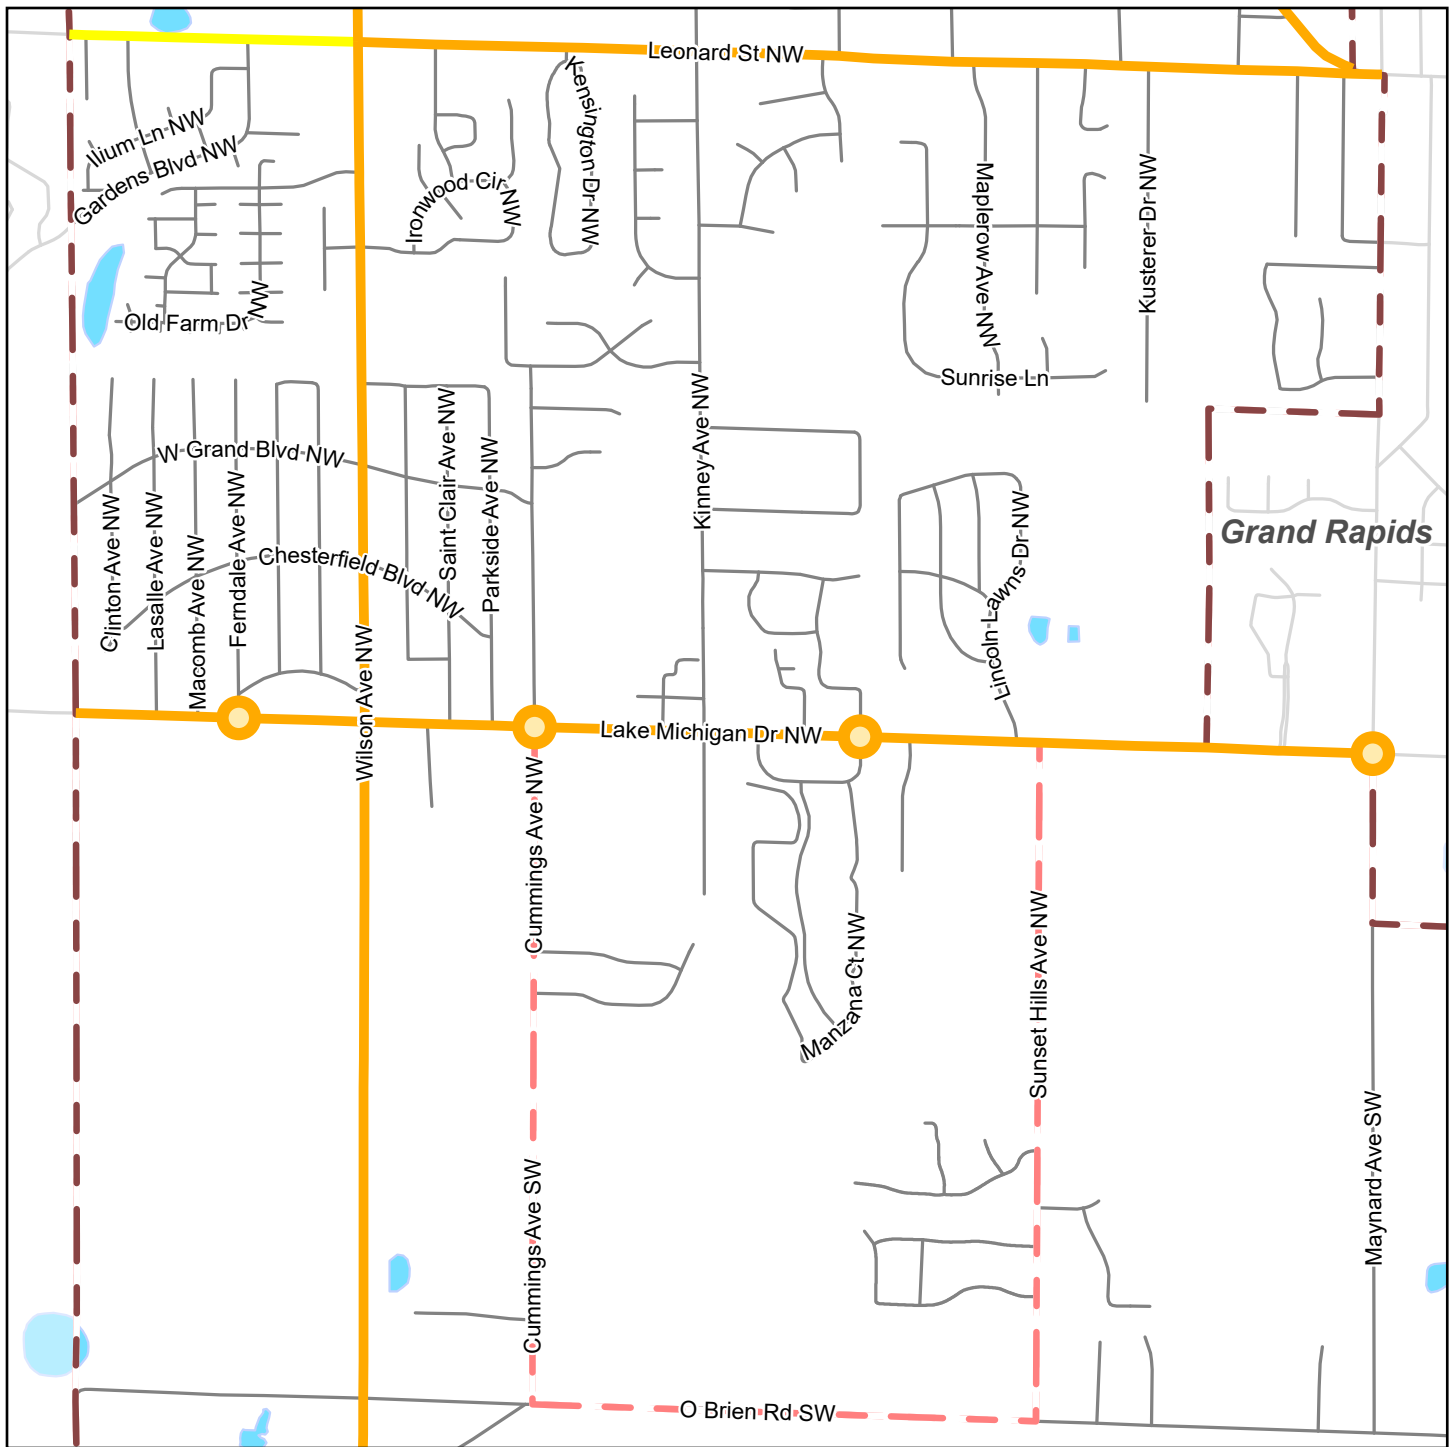 Leonard St NW
Kensington Dr NW
Ilium Ln NW
Gardens Blvd NW
Ironwood Cir NW
Maplerow Ave NW
Kusterer Dr NW
Old Farm Dr NW
Sunrise Ln
Kinney Ave NW
W Grand Blvd NW
Saint Clair Ave NW
Parkside Ave NW
Clinton Ave NW
Lasalle Ave NW
Macomb Ave NW
Ferndale Ave NW
Chesterfield Blvd NW
Lincoln Lawns Dr NW
Grand Rapids
Wilson Ave NW
Lake Michigan Dr NW
Cummings Ave NW
Manzana Ct NW
Sunset Hills Ave NW
Cummings Ave SW
Maynard Ave SW
O Brien Rd SW